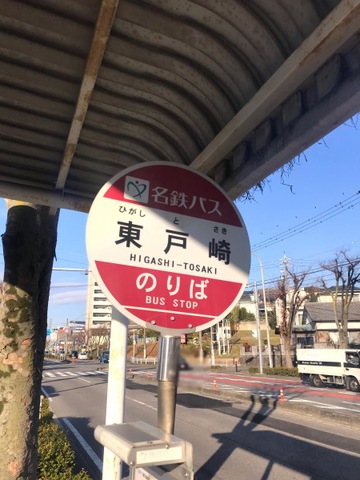 名鉄バス
ひがし と さき
東戸崎
HIGASHI-TOSAKI
のりば
BUS STOP